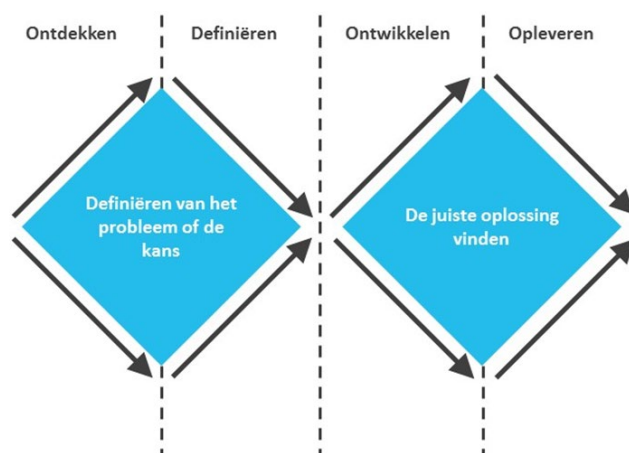 Ontdekken
Definiëren
Ontwikkelen
Opleveren
Definiëren van het
probleem of de
kans
De juiste oplossing
vinden